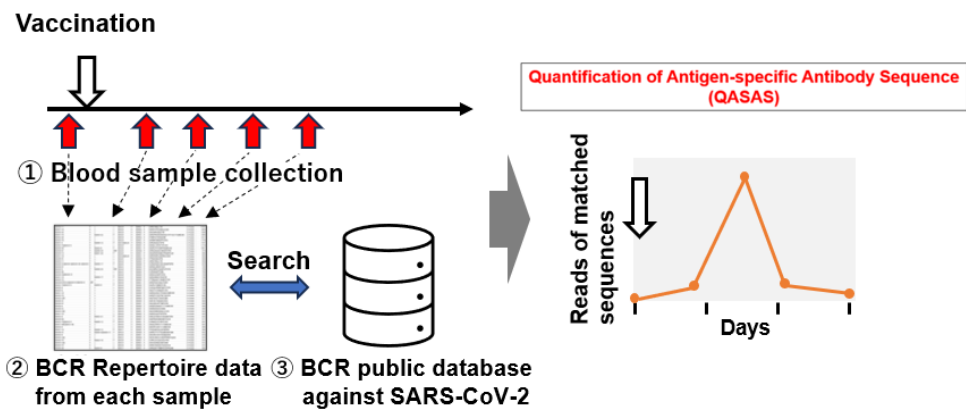 Vaccination
① Blood sample collection
Search
② BCR Repertoire data
from each sample
③ BCR public database
against SARS-CoV-2
Quantification of Antigen-specific Antibody Sequence
(QASAS)
Reads of matched
sequences
Days